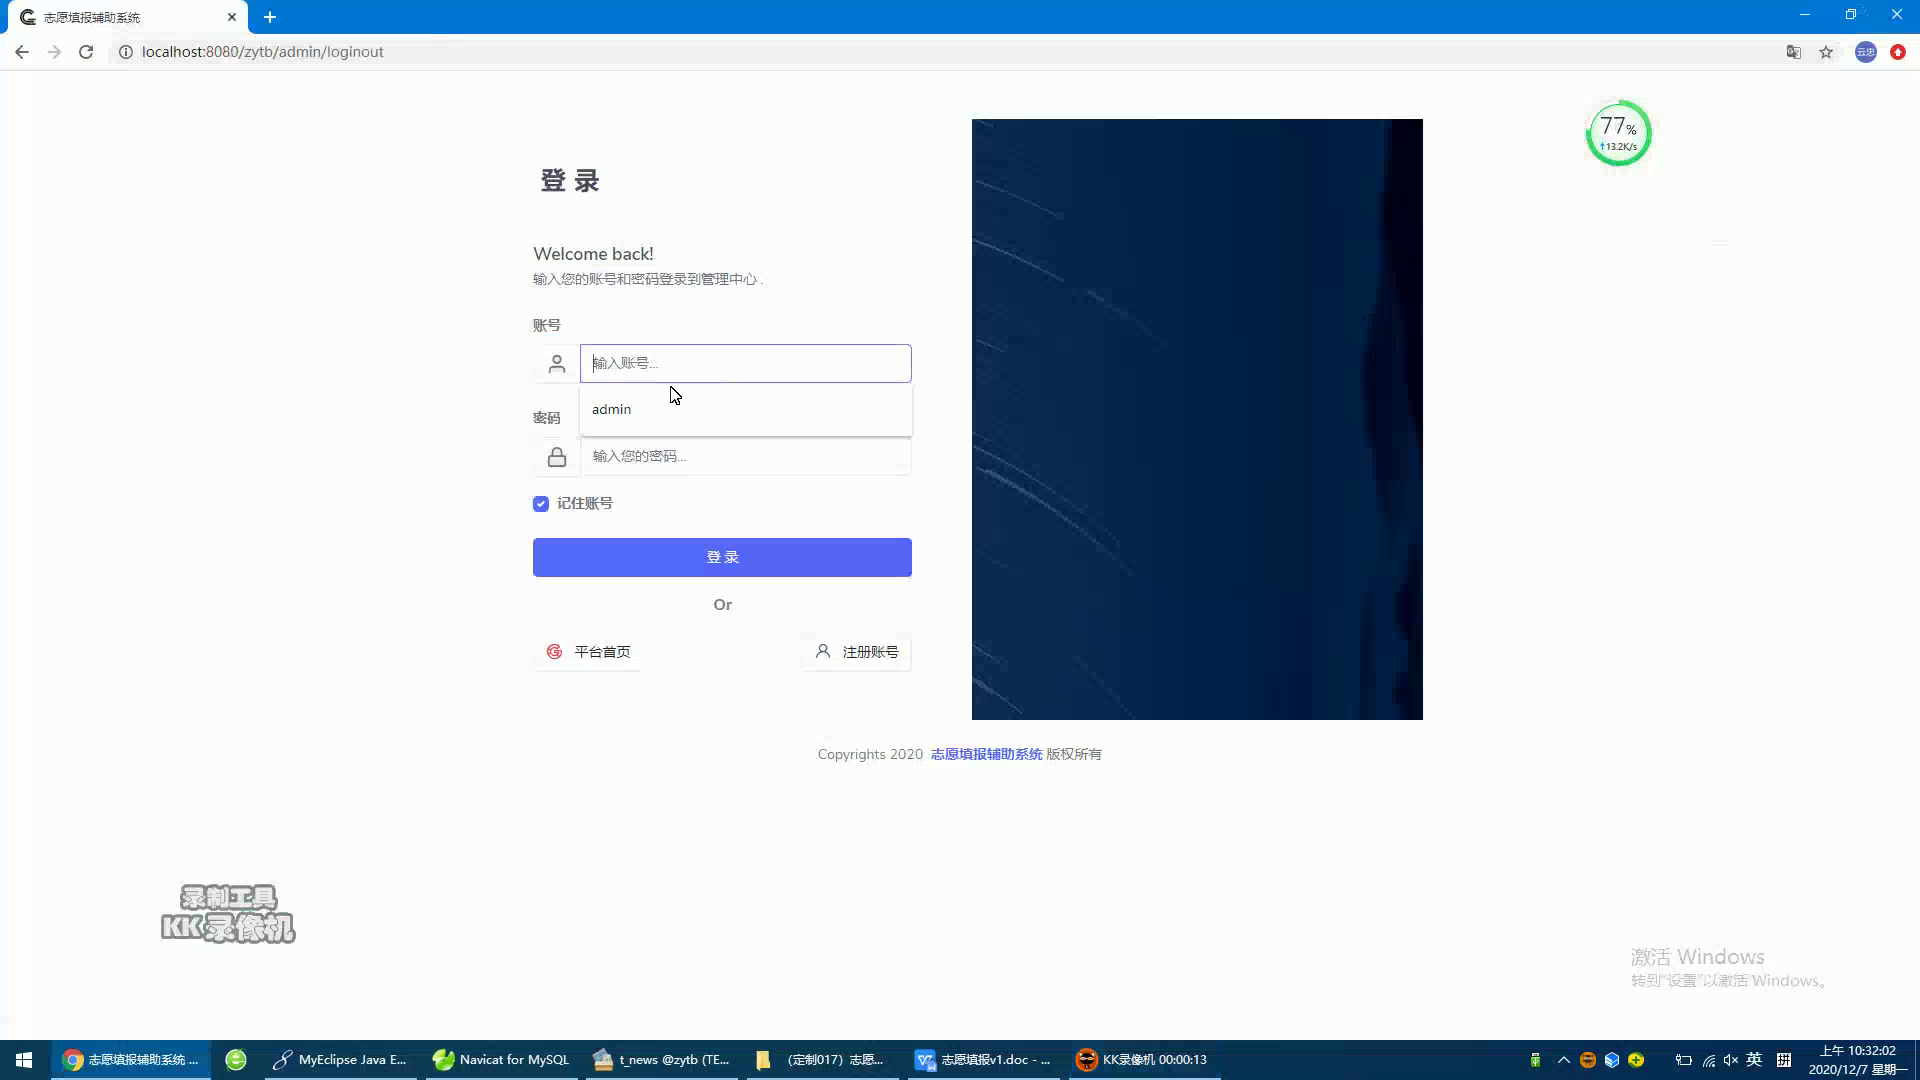 志愿填报辅助系统
localhost:8080/zytb/admin/loginout
云忠
77%
↑13.2K/s
登 录
Welcome back!
输入您的账号和密码登录到管理中心 .
账号
输入账号...
admin
密码
输入您的密码...
记住账号
登 录
Or
平台首页
注册账号
Copyrights 2020 志愿填报辅助系统 版权所有
录制工具
KK录像机
激活 Windows
转到"设置"以激活 Windows。
志愿填报辅助系统 ...
MyEclipse Java E...
Navicat for MySQL
t_news @zytb (TE...
（定制017）志愿...
志愿填报v1.doc - ...
KK录像机 00:00:13
英
上午 10:32:02
2020/12/7 星期一